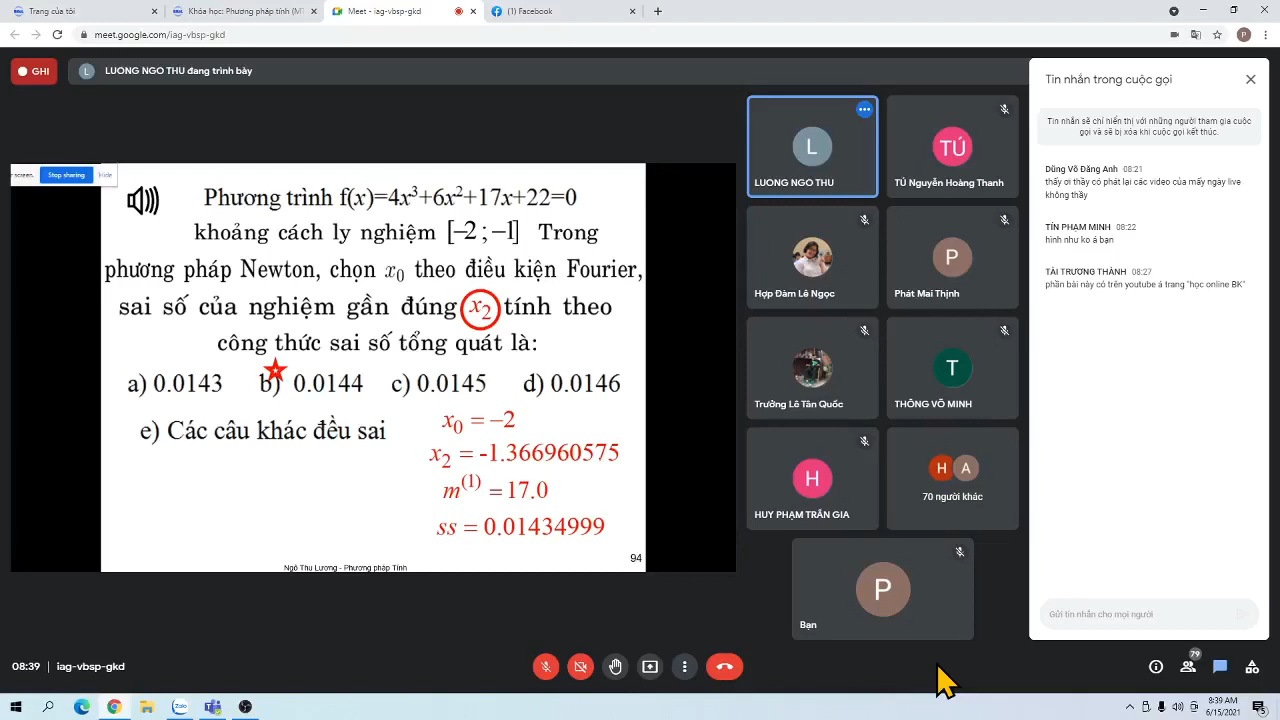 Trang của tôi
Khóa học: Phương pháp tính (MT
Meet - iag-vbsp-gkd
(1) Facebook
meet.google.com/iag-vbsp-gkd
P
GHI
L
LUONG NGO THU đang trình bày
r screen.
Stop sharing
Hide
Phương trình f(x)=4x³+6x²+17x+22=0
khoảng cách ly nghiệm [−2 ; −1] Trong
phương pháp Newton, chọn x₀ theo điều kiện Fourier,
sai số của nghiệm gần đúng x₂ tính theo
công thức sai số tổng quát là:
a) 0.0143 b) 0.0144 c) 0.0145 d) 0.0146
e) Các câu khác đều sai
x₀ = −2
x₂ = -1.366960575
m⁽¹⁾ = 17.0
ss = 0.01434999
94
Ngô Thu Lương - Phương pháp Tính
L
LUONG NGO THU
TÚ
TÚ Nguyễn Hoàng Thanh
Hợp Đàm Lê Ngọc
P
Phát Mai Thịnh
Trưởng Lê Tân Quốc
T
THÔNG VÕ MINH
H
HUY PHẠM TRẦN GIA
H A
70 người khác
P
Bạn
Tin nhắn trong cuộc gọi
Tin nhắn sẽ chỉ hiển thị với những người tham gia cuộc
gọi và sẽ bị xóa khi cuộc gọi kết thúc.
Dũng Võ Đăng Anh 08:21
thầy ơi thầy có phát lại các video của mấy ngày live
không thầy
TÍN PHẠM MINH 08:22
hình như ko á bạn
TÀI TRƯƠNG THÀNH 08:27
phần bài này có trên youtube á trang "học online BK"
Gửi tin nhắn cho mọi người
08:39 iag-vbsp-gkd
79
Zalo
8:39 AM
6/15/2021
5